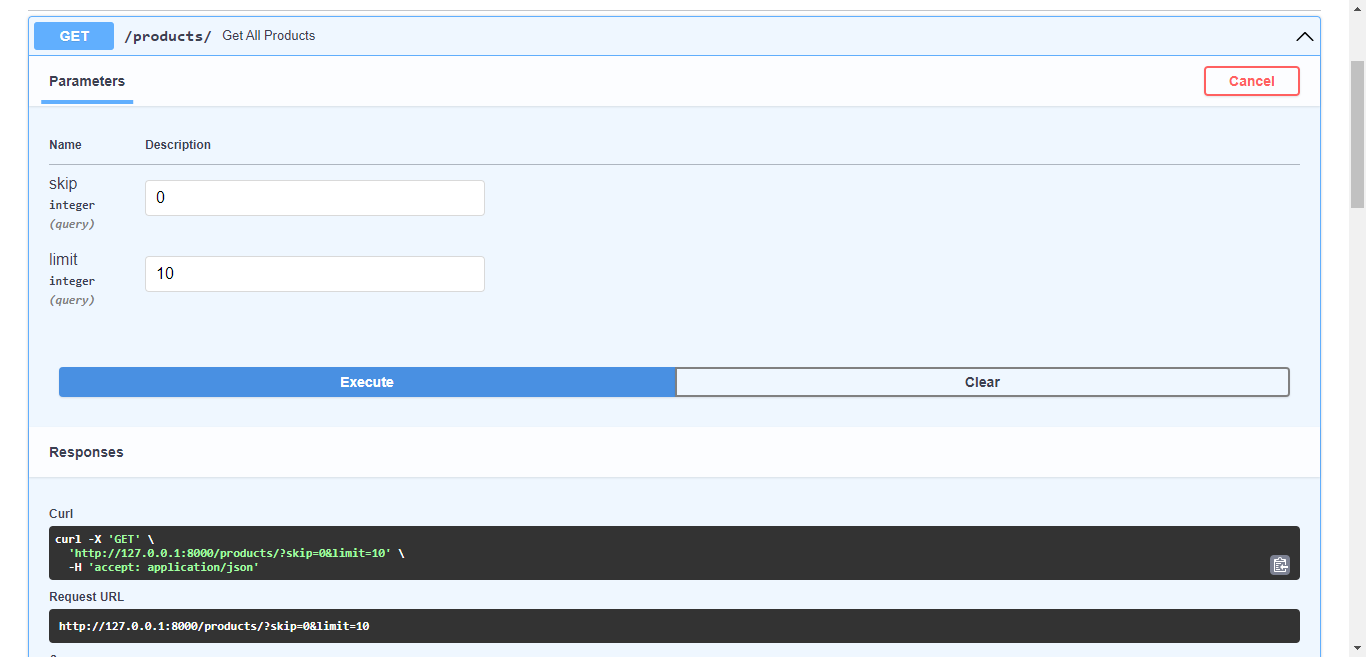 GET /products/ Get All Products
Parameters
Cancel
Name Description
skip
integer
(query)
0
limit
integer
(query)
10
Execute
Clear
Responses
Curl
curl -X 'GET' \
'http://127.0.0.1:8000/products/?skip=0&limit=10' \
-H 'accept: application/json'
Request URL
http://127.0.0.1:8000/products/?skip=0&limit=10